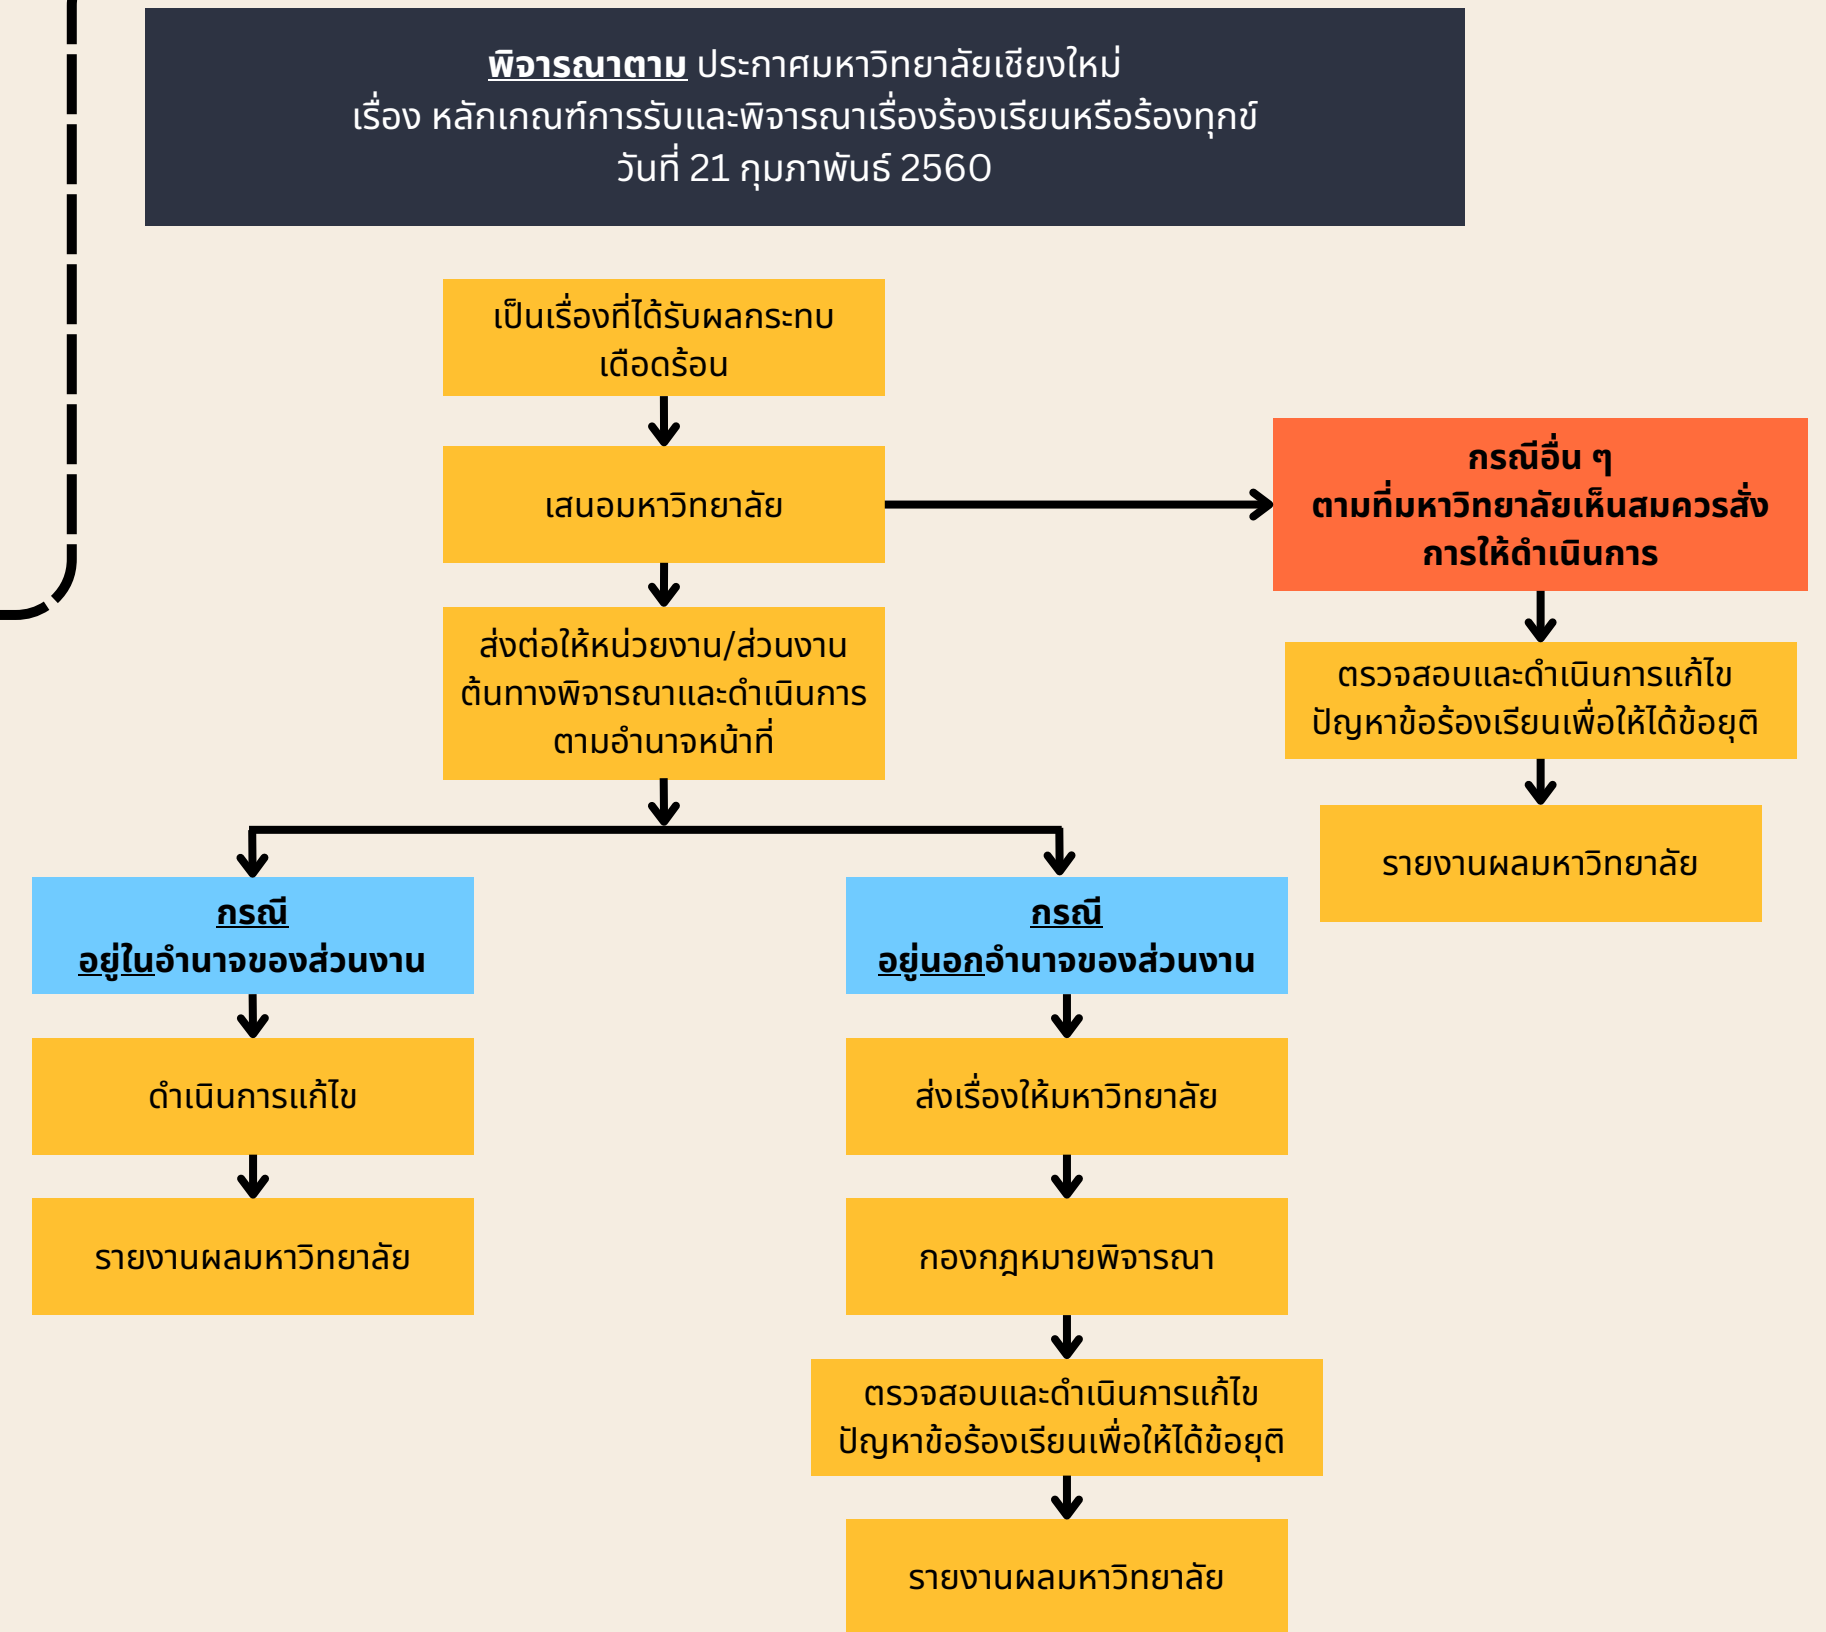 พิจารณาตาม ประกาศมหาวิทยาลัยเชียงใหม่
เรื่อง หลักเกณฑ์การรับและพิจารณาเรื่องร้องเรียนหรือร้องทุกข์
วันที่ 21 กุมภาพันธ์ 2560
เป็นเรื่องที่ได้รับผลกระทบ
เดือดร้อน
เสนอมหาวิทยาลัย
กรณีอื่น ๆ
ตามที่มหาวิทยาลัยเห็นสมควรสั่ง
การให้ดำเนินการ
ส่งต่อให้หน่วยงาน/ส่วนงาน
ต้นทางพิจารณาและดำเนินการ
ตามอำนาจหน้าที่
ตรวจสอบและดำเนินการแก้ไข
ปัญหาข้อร้องเรียนเพื่อให้ได้ข้อยุติ
รายงานผลมหาวิทยาลัย
กรณี
อยู่ในอำนาจของส่วนงาน
ดำเนินการแก้ไข
รายงานผลมหาวิทยาลัย
กรณี
อยู่นอกอำนาจของส่วนงาน
ส่งเรื่องให้มหาวิทยาลัย
กองกฎหมายพิจารณา
ตรวจสอบและดำเนินการแก้ไข
ปัญหาข้อร้องเรียนเพื่อให้ได้ข้อยุติ
รายงานผลมหาวิทยาลัย